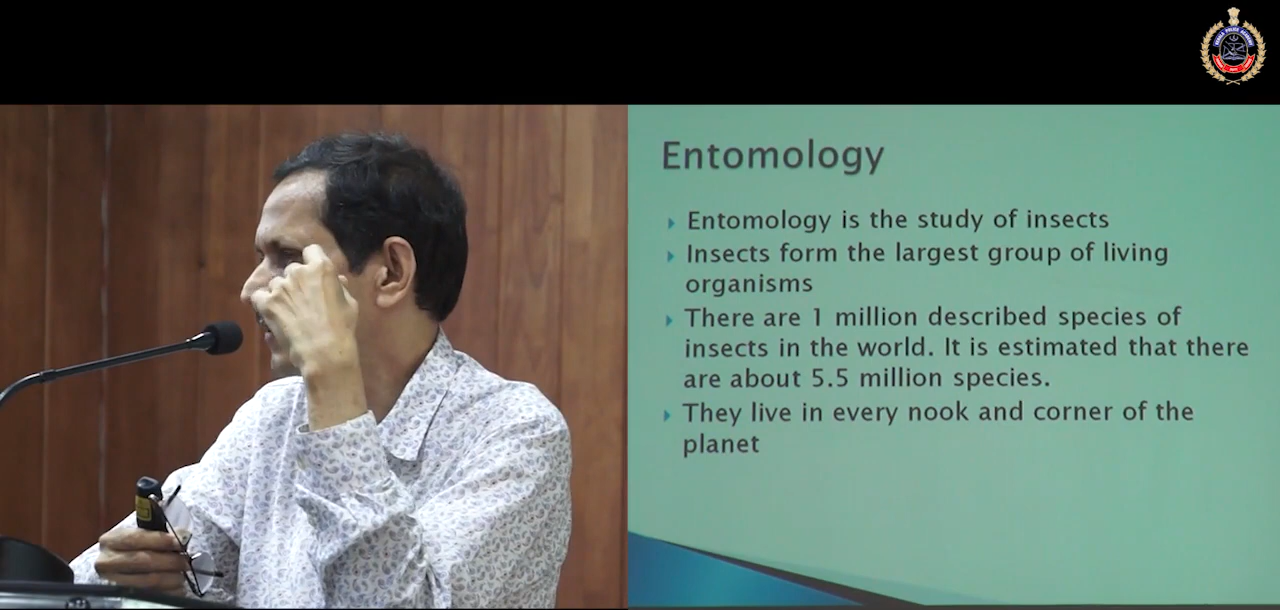 Entomology
Entomology is the study of insects
Insects form the largest group of living
organisms
There are 1 million described species of
insects in the world. It is estimated that there
are about 5.5 million species.
They live in every nook and corner of the
planet